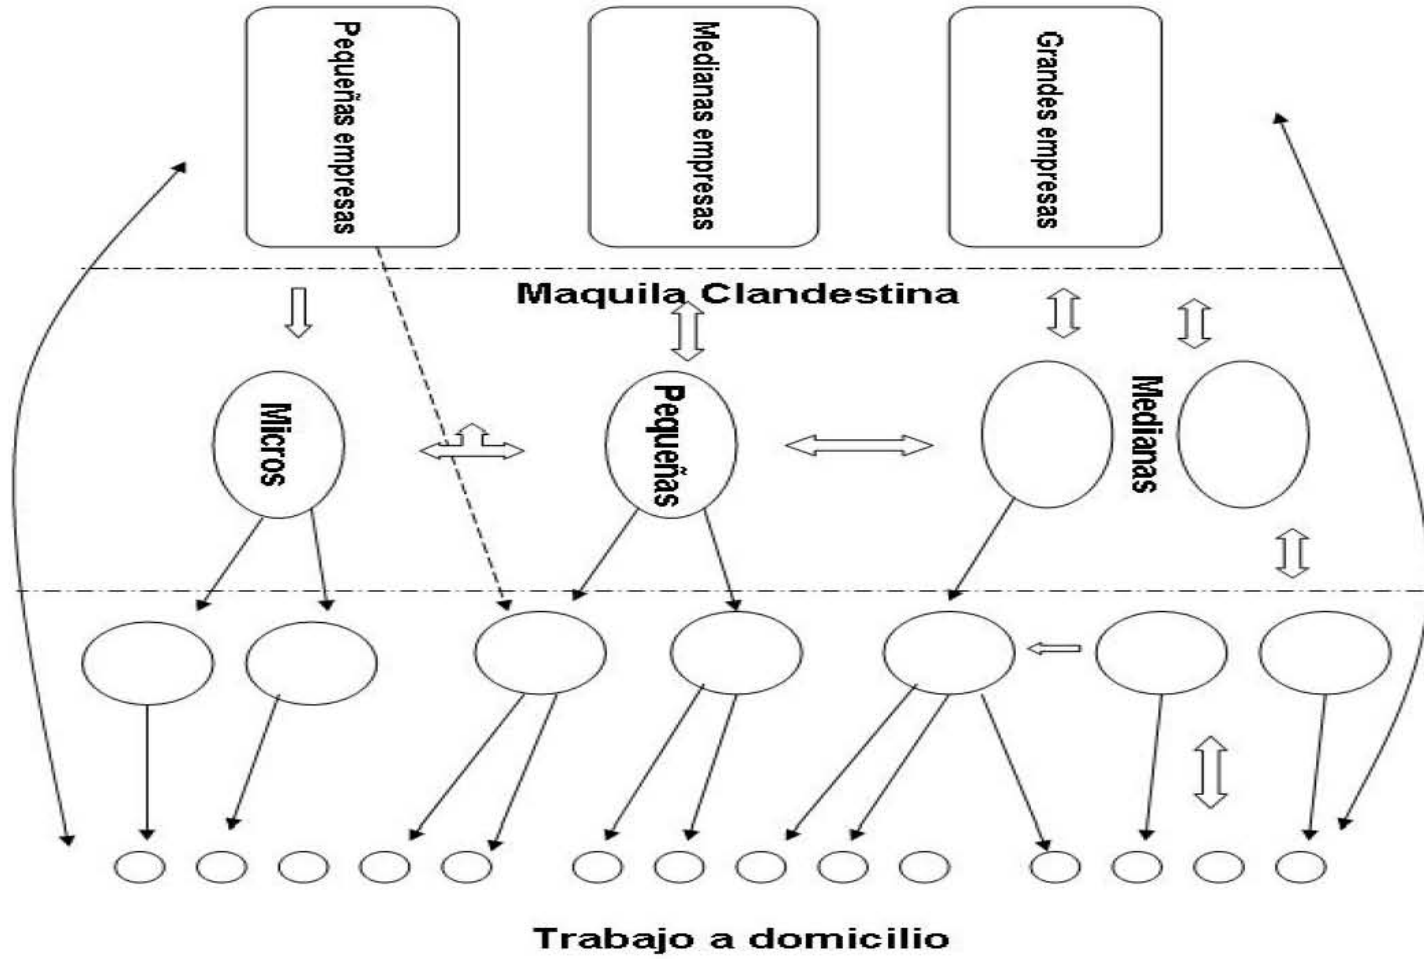 Pequeñas empresas
Medianas empresas
Grandes empresas
Maquila Clandestina
Micros
Pequeñas
Medianas
Trabajo a domicilio